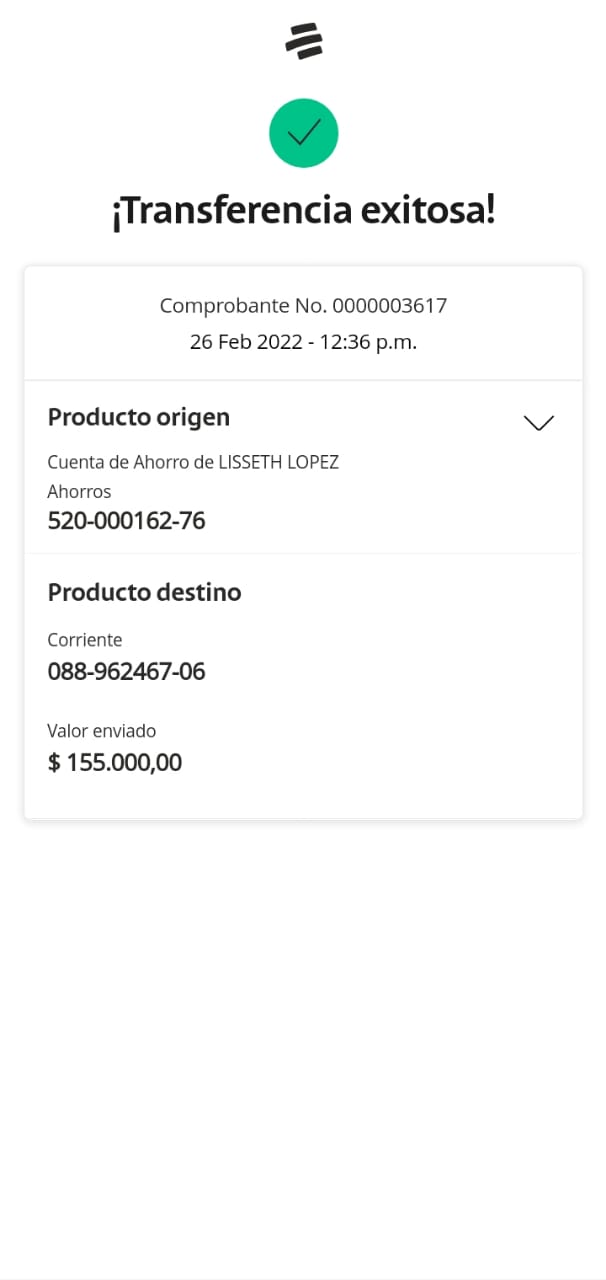 ¡Transferencia exitosa!
Comprobante No. 0000003617
26 Feb 2022 - 12:36 p.m.
Producto origen
Cuenta de Ahorro de LISSETH LOPEZ
Ahorros
520-000162-76
Producto destino
Corriente
088-962467-06
Valor enviado
$ 155.000,00